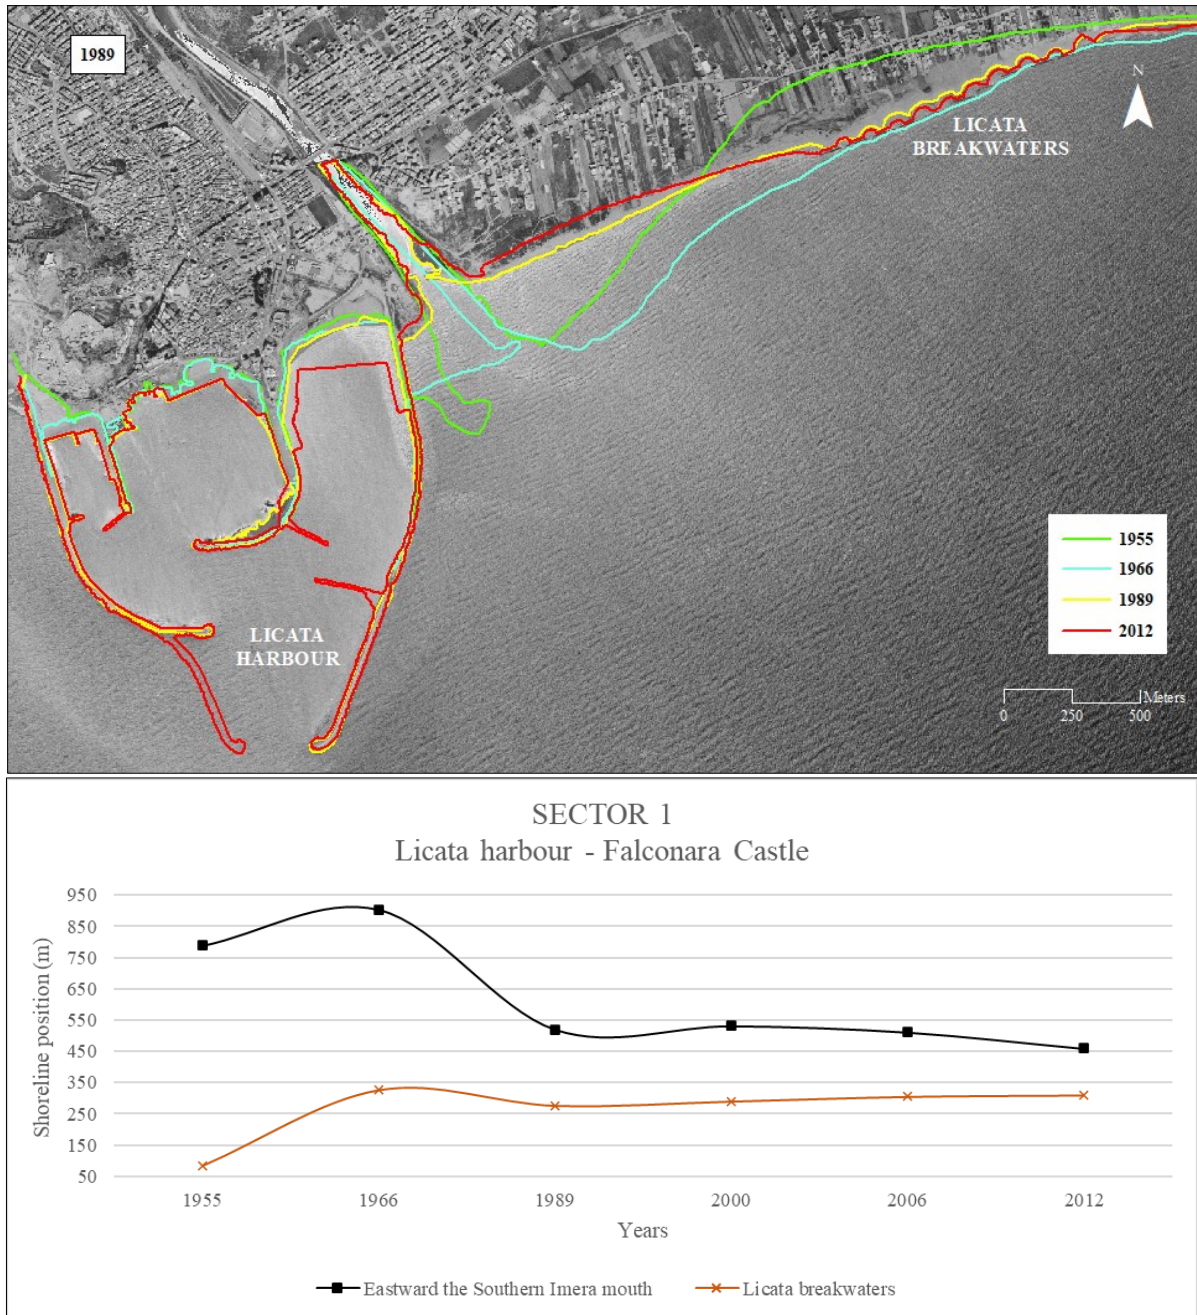 1989
N
LICATA
BREAKWATERS
1955
1966
1989
2012
LICATA
HARBOUR
Meters
0 250 500
SECTOR 1
Licata harbour - Falconara Castle
950
850
750
650
550
450
350
250
150
50
Shoreline position (m)
1955 1966 1989 2000 2006 2012
Years
Eastward the Southern Imera mouth Licata breakwaters